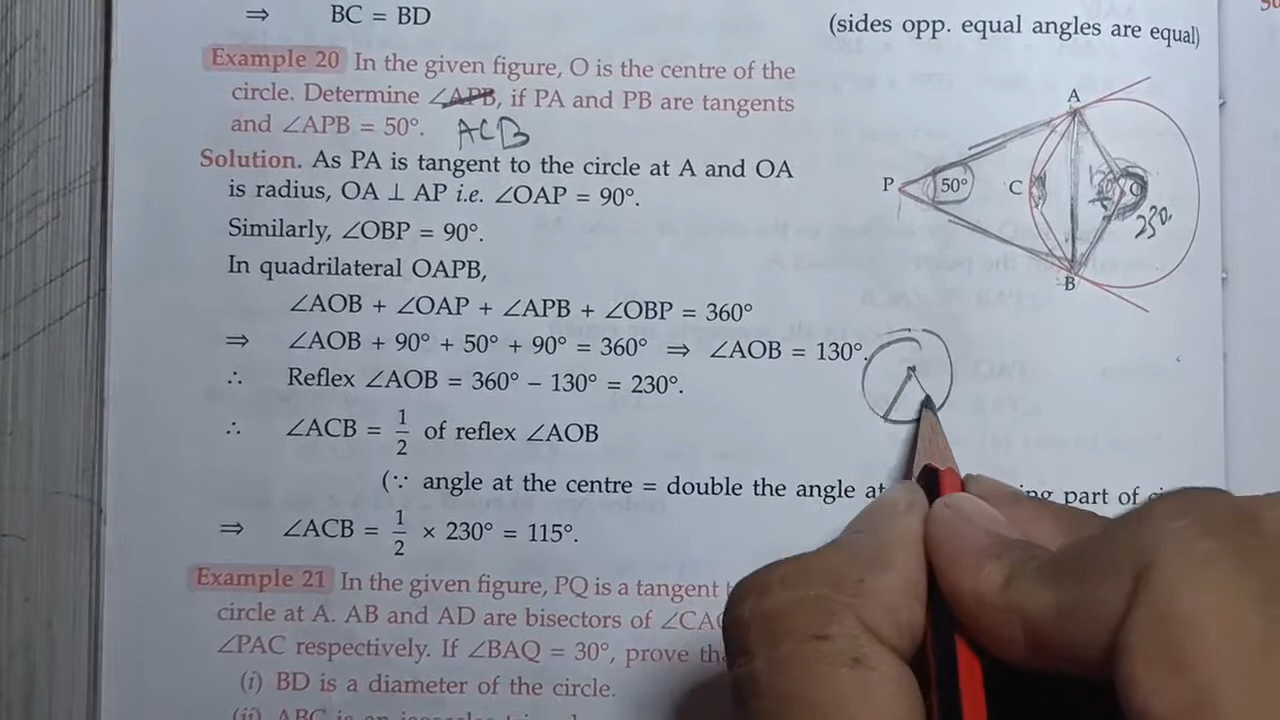 ⇒ BC = BD
(sides opp. equal angles are equal)
Example 20 In the given figure, O is the centre of the
circle. Determine ∠APB, if PA and PB are tangents
and ∠APB = 50°. ACB
Solution. As PA is tangent to the circle at A and OA
is radius, OA ⊥ AP i.e. ∠OAP = 90°.
Similarly, ∠OBP = 90°.
In quadrilateral OAPB,
∠AOB + ∠OAP + ∠APB + ∠OBP = 360°
⇒ ∠AOB + 90° + 50° + 90° = 360° ⇒ ∠AOB = 130°.
∴ Reflex ∠AOB = 360° − 130° = 230°.
∴ ∠ACB = 1/2 of reflex ∠AOB
(∵ angle at the centre = double the angle at
part of
⇒ ∠ACB = 1/2 × 230° = 115°.
Example 21 In the given figure, PQ is a tangent
circle at A. AB and AD are bisectors of
∠PAC respectively. If ∠BAQ = 30°, prove
(i) BD is a diameter of the circle.
(ii) ABC is an
A
P
50°
C
O
230
B